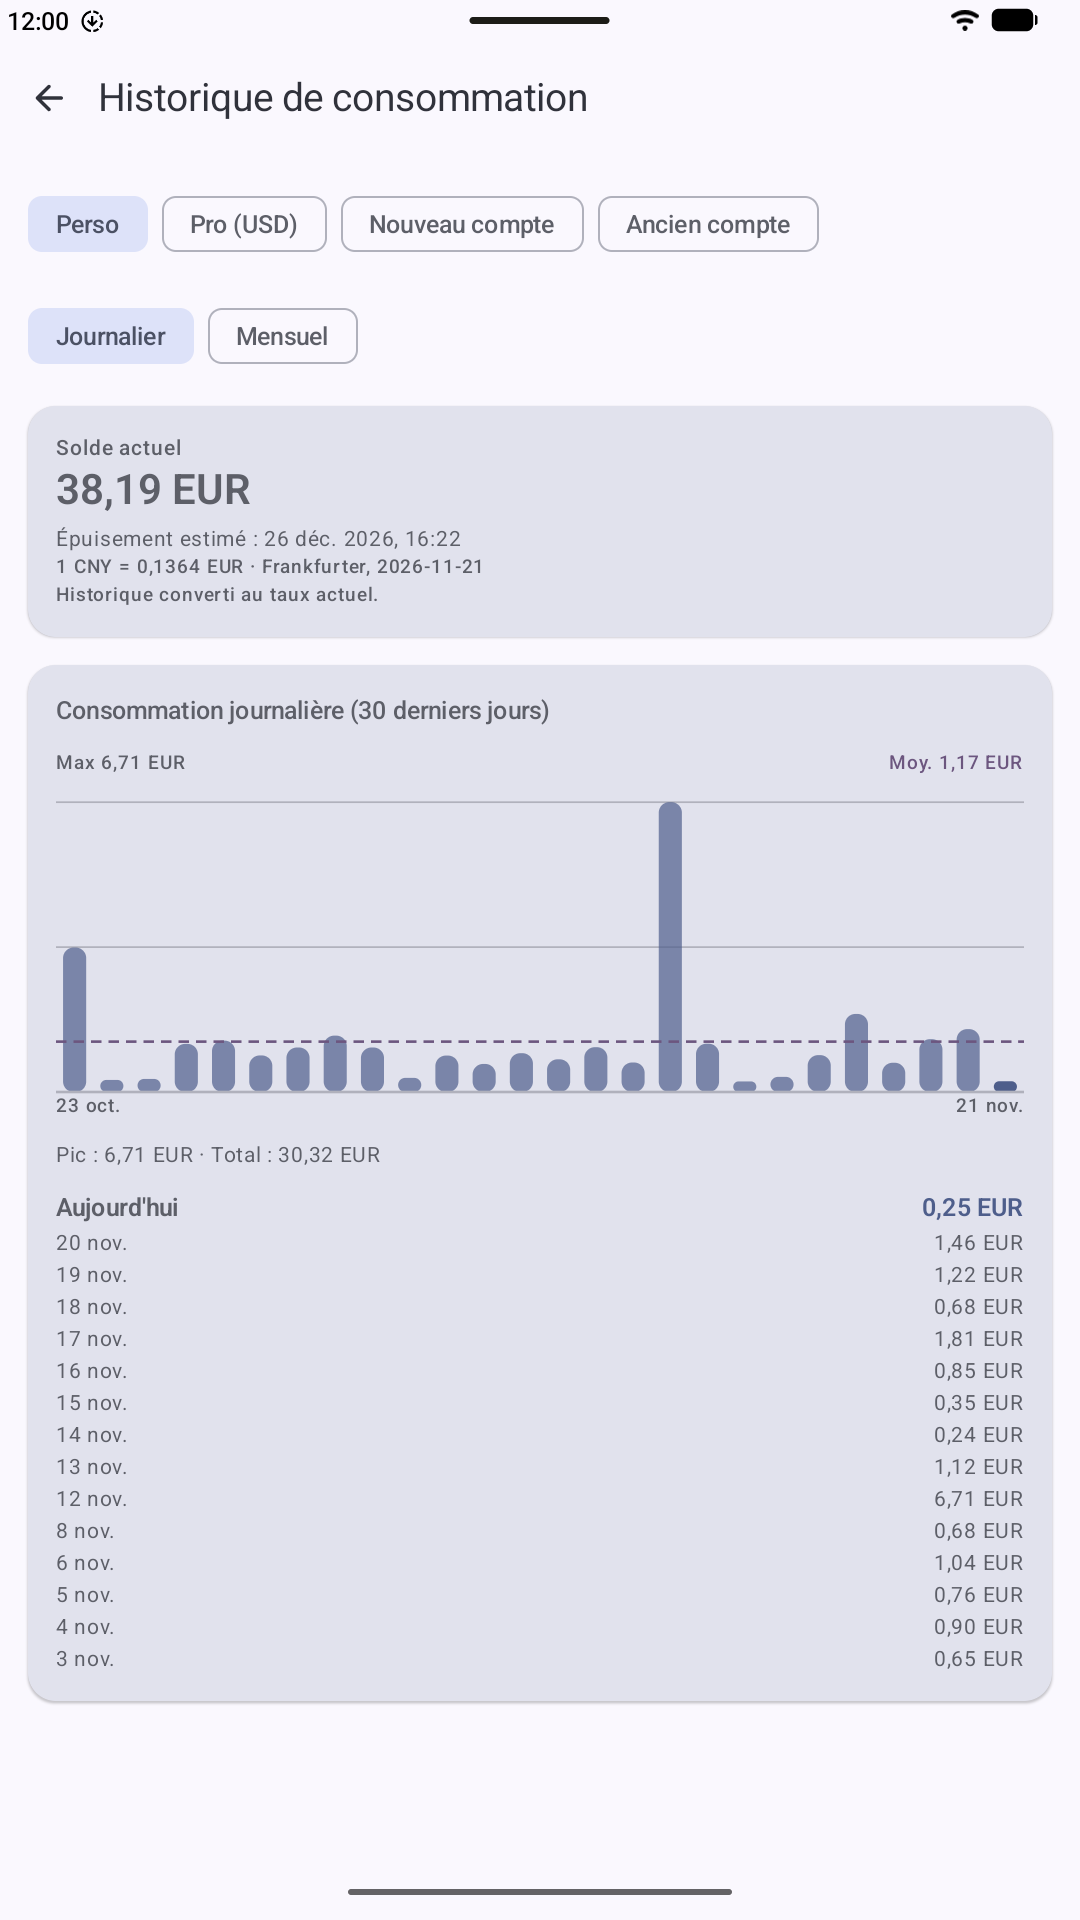 12:00
Historique de consommation
Perso
Pro (USD)
Nouveau compte
Ancien compte
Journalier
Mensuel
Solde actuel
38,19 EUR
Épuisement estimé : 26 déc. 2026, 16:22
1 CNY = 0,1364 EUR · Frankfurter, 2026-11-21
Historique converti au taux actuel.
Consommation journalière (30 derniers jours)
Max 6,71 EUR
Moy. 1,17 EUR
23 oct.
21 nov.
Pic : 6,71 EUR · Total : 30,32 EUR
Aujourd'hui 0,25 EUR
20 nov. 1,46 EUR
19 nov. 1,22 EUR
18 nov. 0,68 EUR
17 nov. 1,81 EUR
16 nov. 0,85 EUR
15 nov. 0,35 EUR
14 nov. 0,24 EUR
13 nov. 1,12 EUR
12 nov. 6,71 EUR
8 nov. 0,68 EUR
6 nov. 1,04 EUR
5 nov. 0,76 EUR
4 nov. 0,90 EUR
3 nov. 0,65 EUR